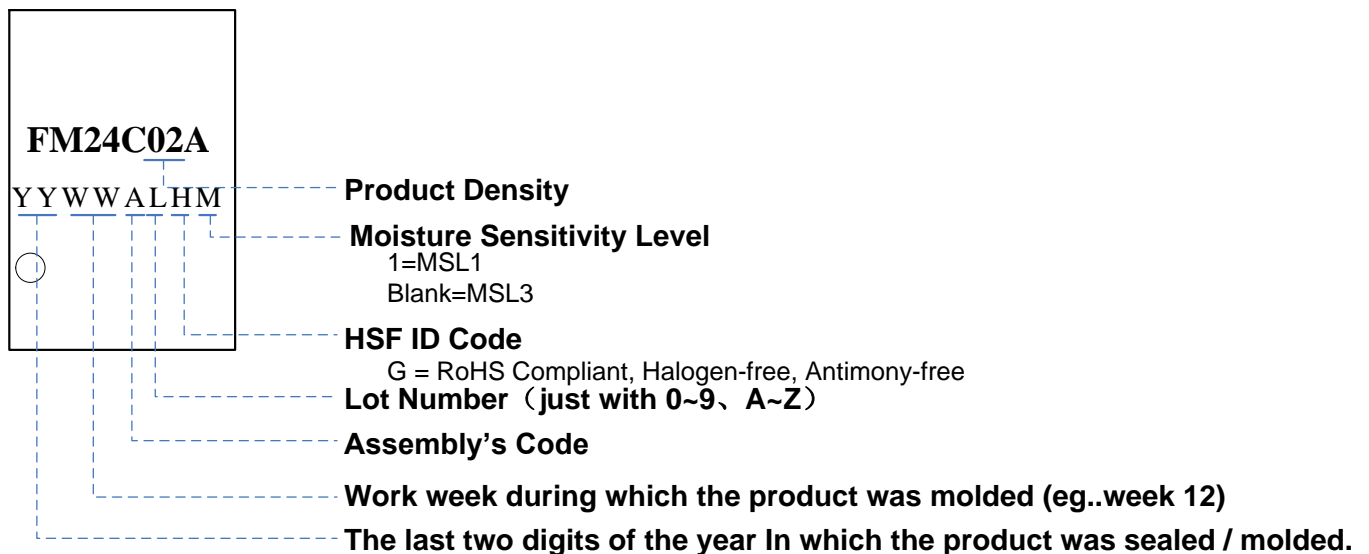 FM24C02A
YYWWALHM
Product Density
Moisture Sensitivity Level
1=MSL1
Blank=MSL3
HSF ID Code
G = RoHS Compliant, Halogen-free, Antimony-free
Lot Number（just with 0~9、A~Z）
Assembly's Code
Work week during which the product was molded (eg..week 12)
The last two digits of the year In which the product was sealed / molded.